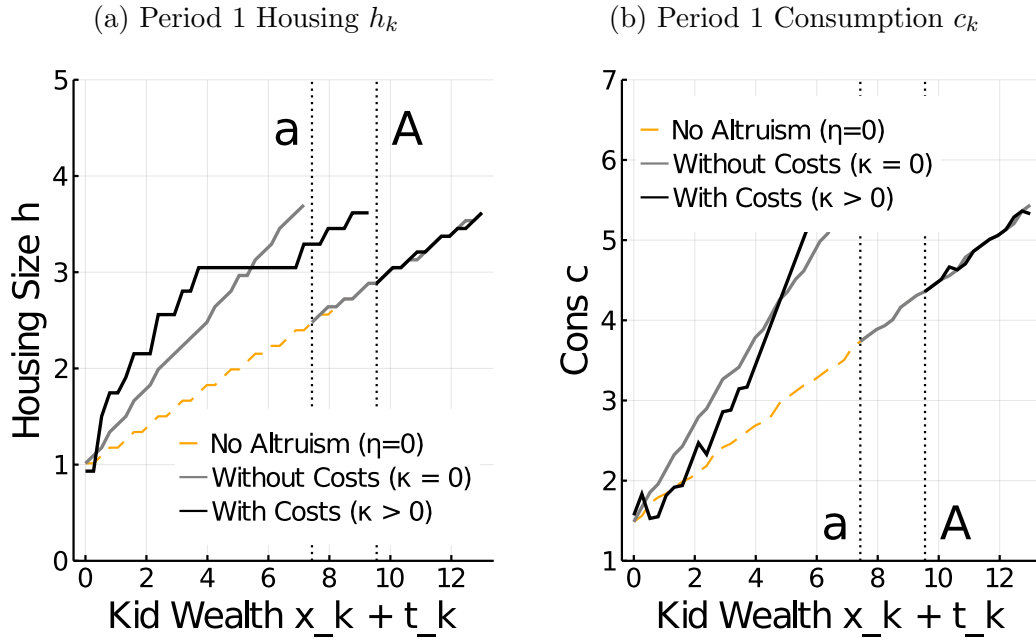 (a) Period 1 Housing h_k
5
4
3
2
1
0
Housing Size h
a
A
No Altruism (η=0)
Without Costs (κ = 0)
With Costs (κ > 0)
0 2 4 6 8 10 12
Kid Wealth x_k + t_k
(b) Period 1 Consumption c_k
7
6
5
4
3
2
1
Cons c
No Altruism (η=0)
Without Costs (κ = 0)
With Costs (κ > 0)
a
A
0 2 4 6 8 10 12
Kid Wealth x_k + t_k